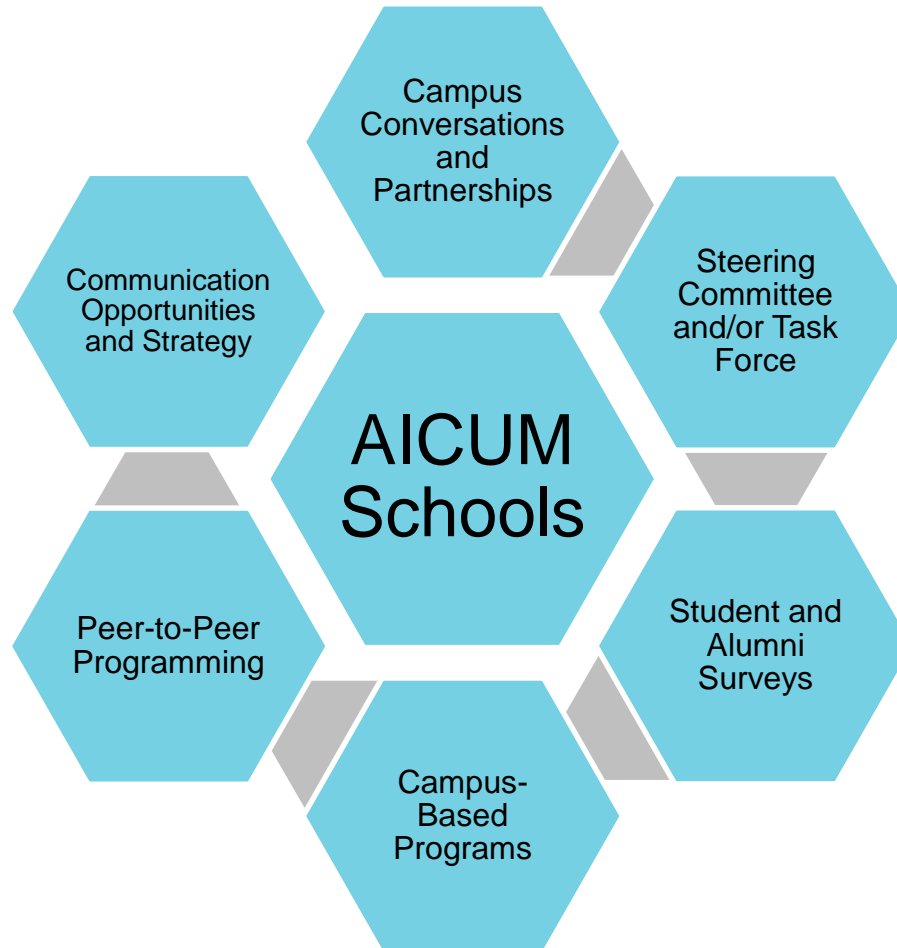 Campus
Conversations
and
Partnerships
Steering
Committee
and/or Task
Force
Student and
Alumni
Surveys
Campus-
Based
Programs
Peer-to-Peer
Programming
Communication
Opportunities
and Strategy
AICUM
Schools